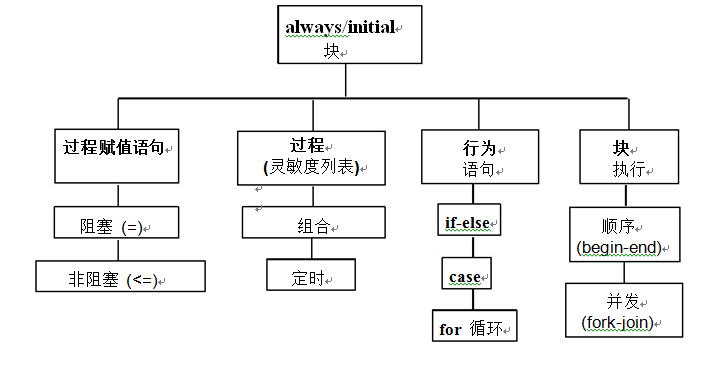 always/initial
块
过程赋值语句
过程
(灵敏度列表)
行为
语句
块
执行
阻塞 (=)
组合
if-else
顺序
(begin-end)
非阻塞 (<=)
定时
case
for 循环
并发
(fork-join)